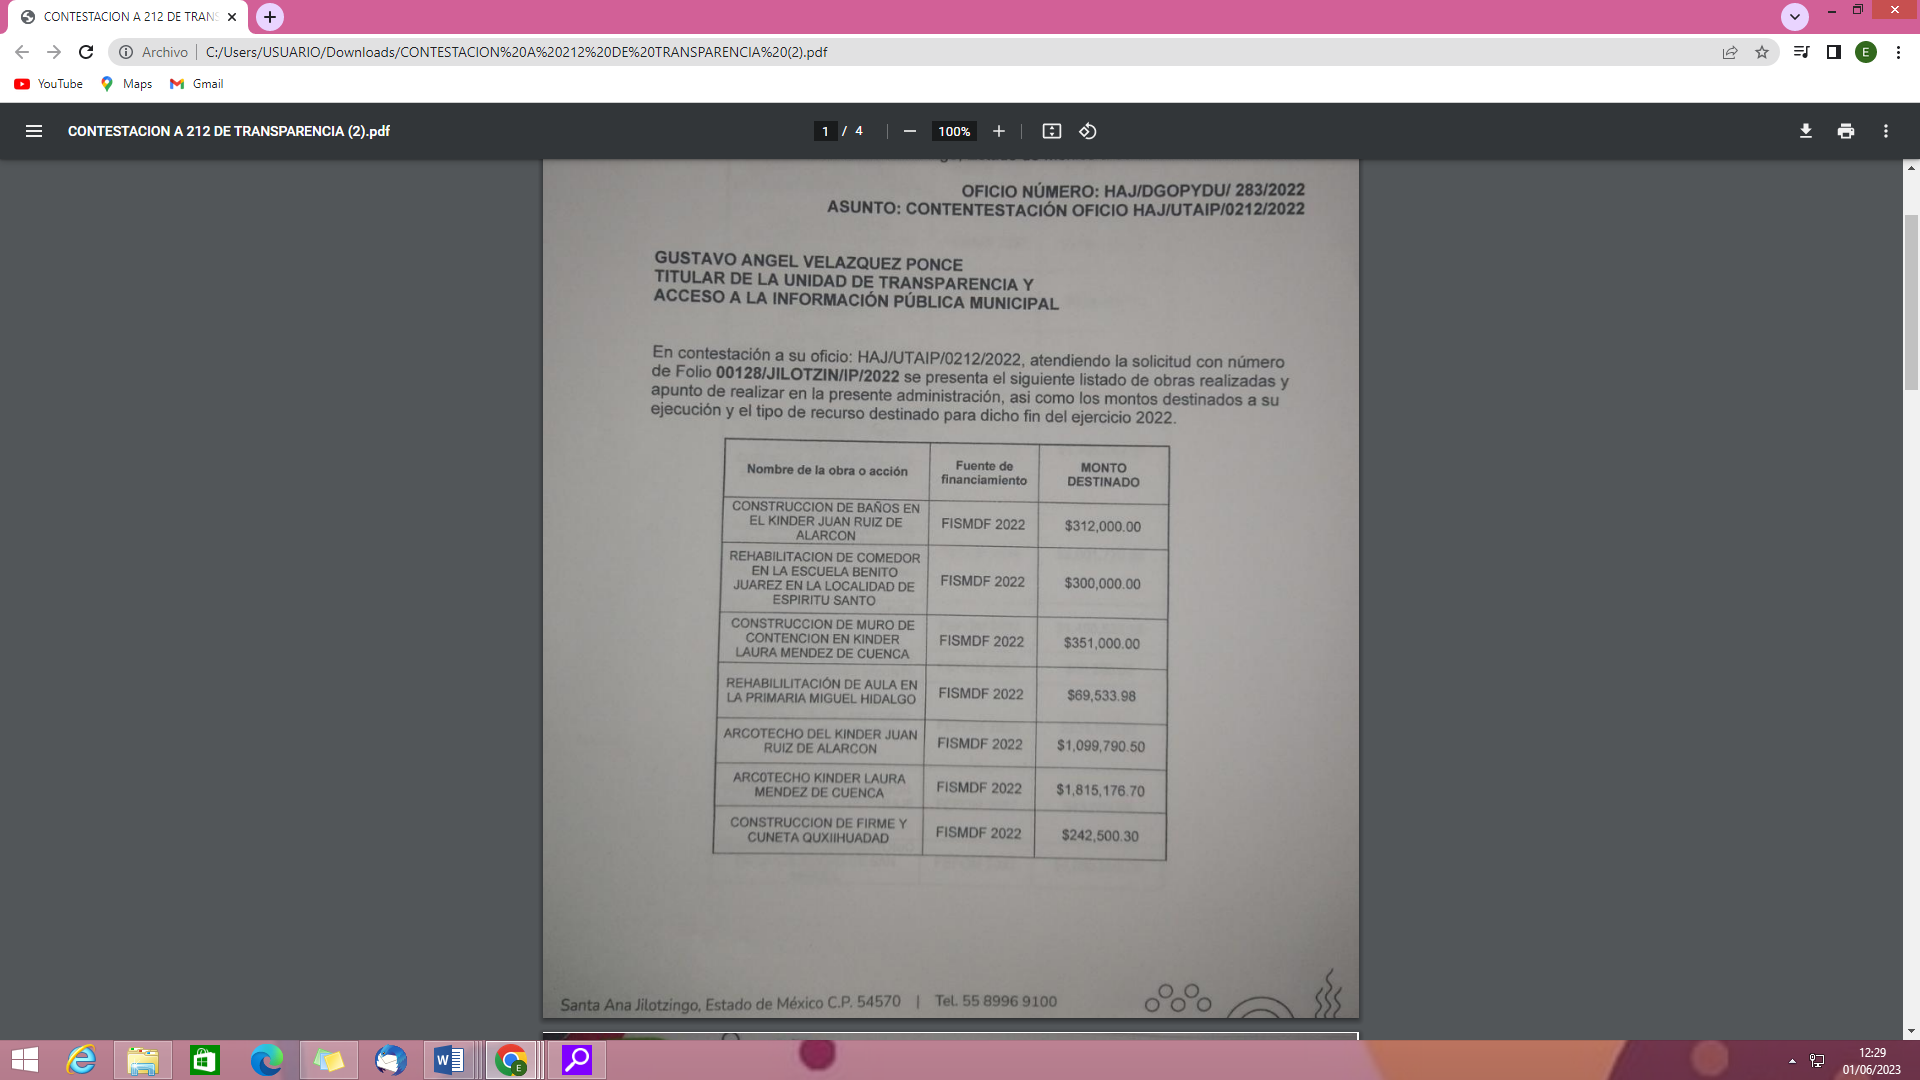 CONTESTACION A 212 DE TRANS
Archivo
C:/Users/USUARIO/Downloads/CONTESTACION%20A%20212%20DE%20TRANSPARENCIA%20(2).pdf
E
YouTube
Maps
Gmail
CONTESTACION A 212 DE TRANSPARENCIA (2).pdf
1 / 4
100%
OFICIO NÚMERO: HAJ/DGOPYDU/ 283/2022
ASUNTO: CONTENTESTACIÓN OFICIO HAJ/UTAIP/0212/2022
GUSTAVO ANGEL VELAZQUEZ PONCE
TITULAR DE LA UNIDAD DE TRANSPARENCIA Y
ACCESO A LA INFORMACIÓN PÚBLICA MUNICIPAL
En contestación a su oficio: HAJ/UTAIP/0212/2022, atendiendo la solicitud con número
de Folio 00128/JILOTZIN/IP/2022 se presenta el siguiente listado de obras realizadas y
apunto de realizar en la presente administración, asi como los montos destinados a su
ejecución y el tipo de recurso destinado para dicho fin del ejercicio 2022.
Nombre de la obra o acción
Fuente de
financiamiento
MONTO
DESTINADO
CONSTRUCCION DE BAÑOS EN
EL KINDER JUAN RUIZ DE
ALARCON
FISMDF 2022
$312,000.00
REHABILITACION DE COMEDOR
EN LA ESCUELA BENITO
JUAREZ EN LA LOCALIDAD DE
ESPIRITU SANTO
FISMDF 2022
$300,000.00
CONSTRUCCION DE MURO DE
CONTENCION EN KINDER
LAURA MENDEZ DE CUENCA
FISMDF 2022
$351,000.00
REHABILILITACIÓN DE AULA EN
LA PRIMARIA MIGUEL HIDALGO
FISMDF 2022
$69,533.98
ARCOTECHO DEL KINDER JUAN
RUIZ DE ALARCON
FISMDF 2022
$1,099,790.50
ARC0TECHO KINDER LAURA
MENDEZ DE CUENCA
FISMDF 2022
$1,815,176.70
CONSTRUCCION DE FIRME Y
CUNETA QUXIIHUADAD
FISMDF 2022
$242,500.30
Santa Ana Jilotzingo, Estado de México C.P. 54570 | Tel. 55 8996 9100
12:29
01/06/2023